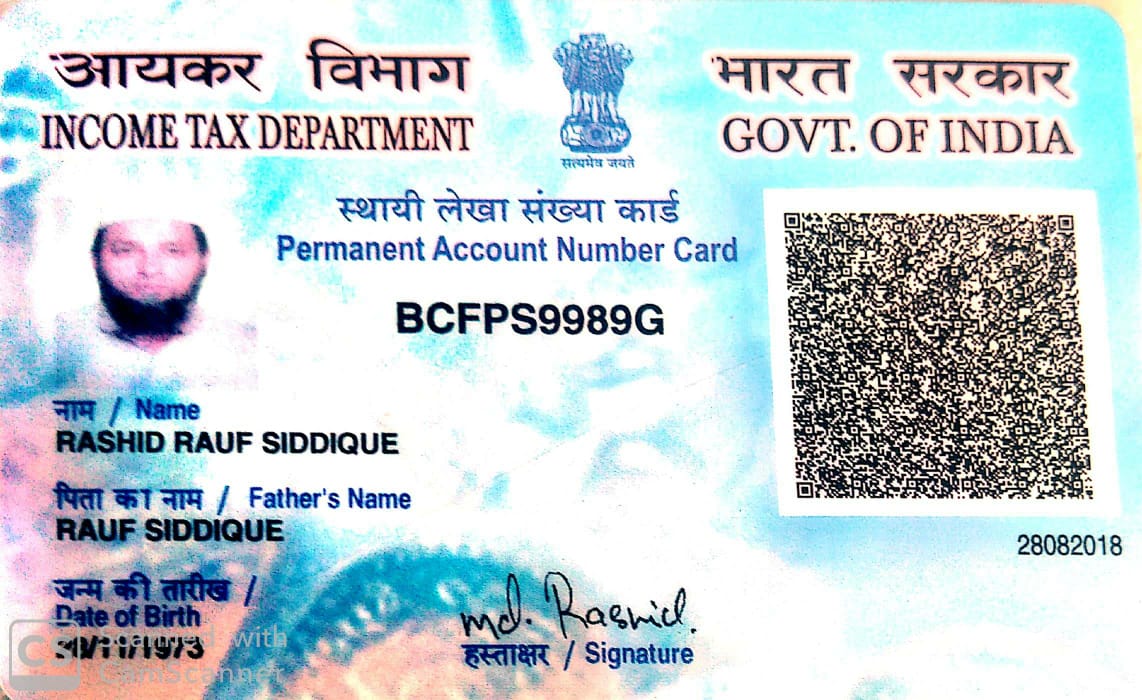 आयकर विभाग
INCOME TAX DEPARTMENT
सत्यमेव जयते
भारत सरकार
GOVT. OF INDIA
स्थायी लेखा संख्या कार्ड
Permanent Account Number Card
BCFPS9989G
नाम / Name
RASHID RAUF SIDDIQUE
पिता का नाम / Father's Name
RAUF SIDDIQUE
28082018
जन्म की तारीख /
Date of Birth
/11/1973
md. Rashid.
हस्ताक्षर / Signature
CS Scanned with
CamScanner